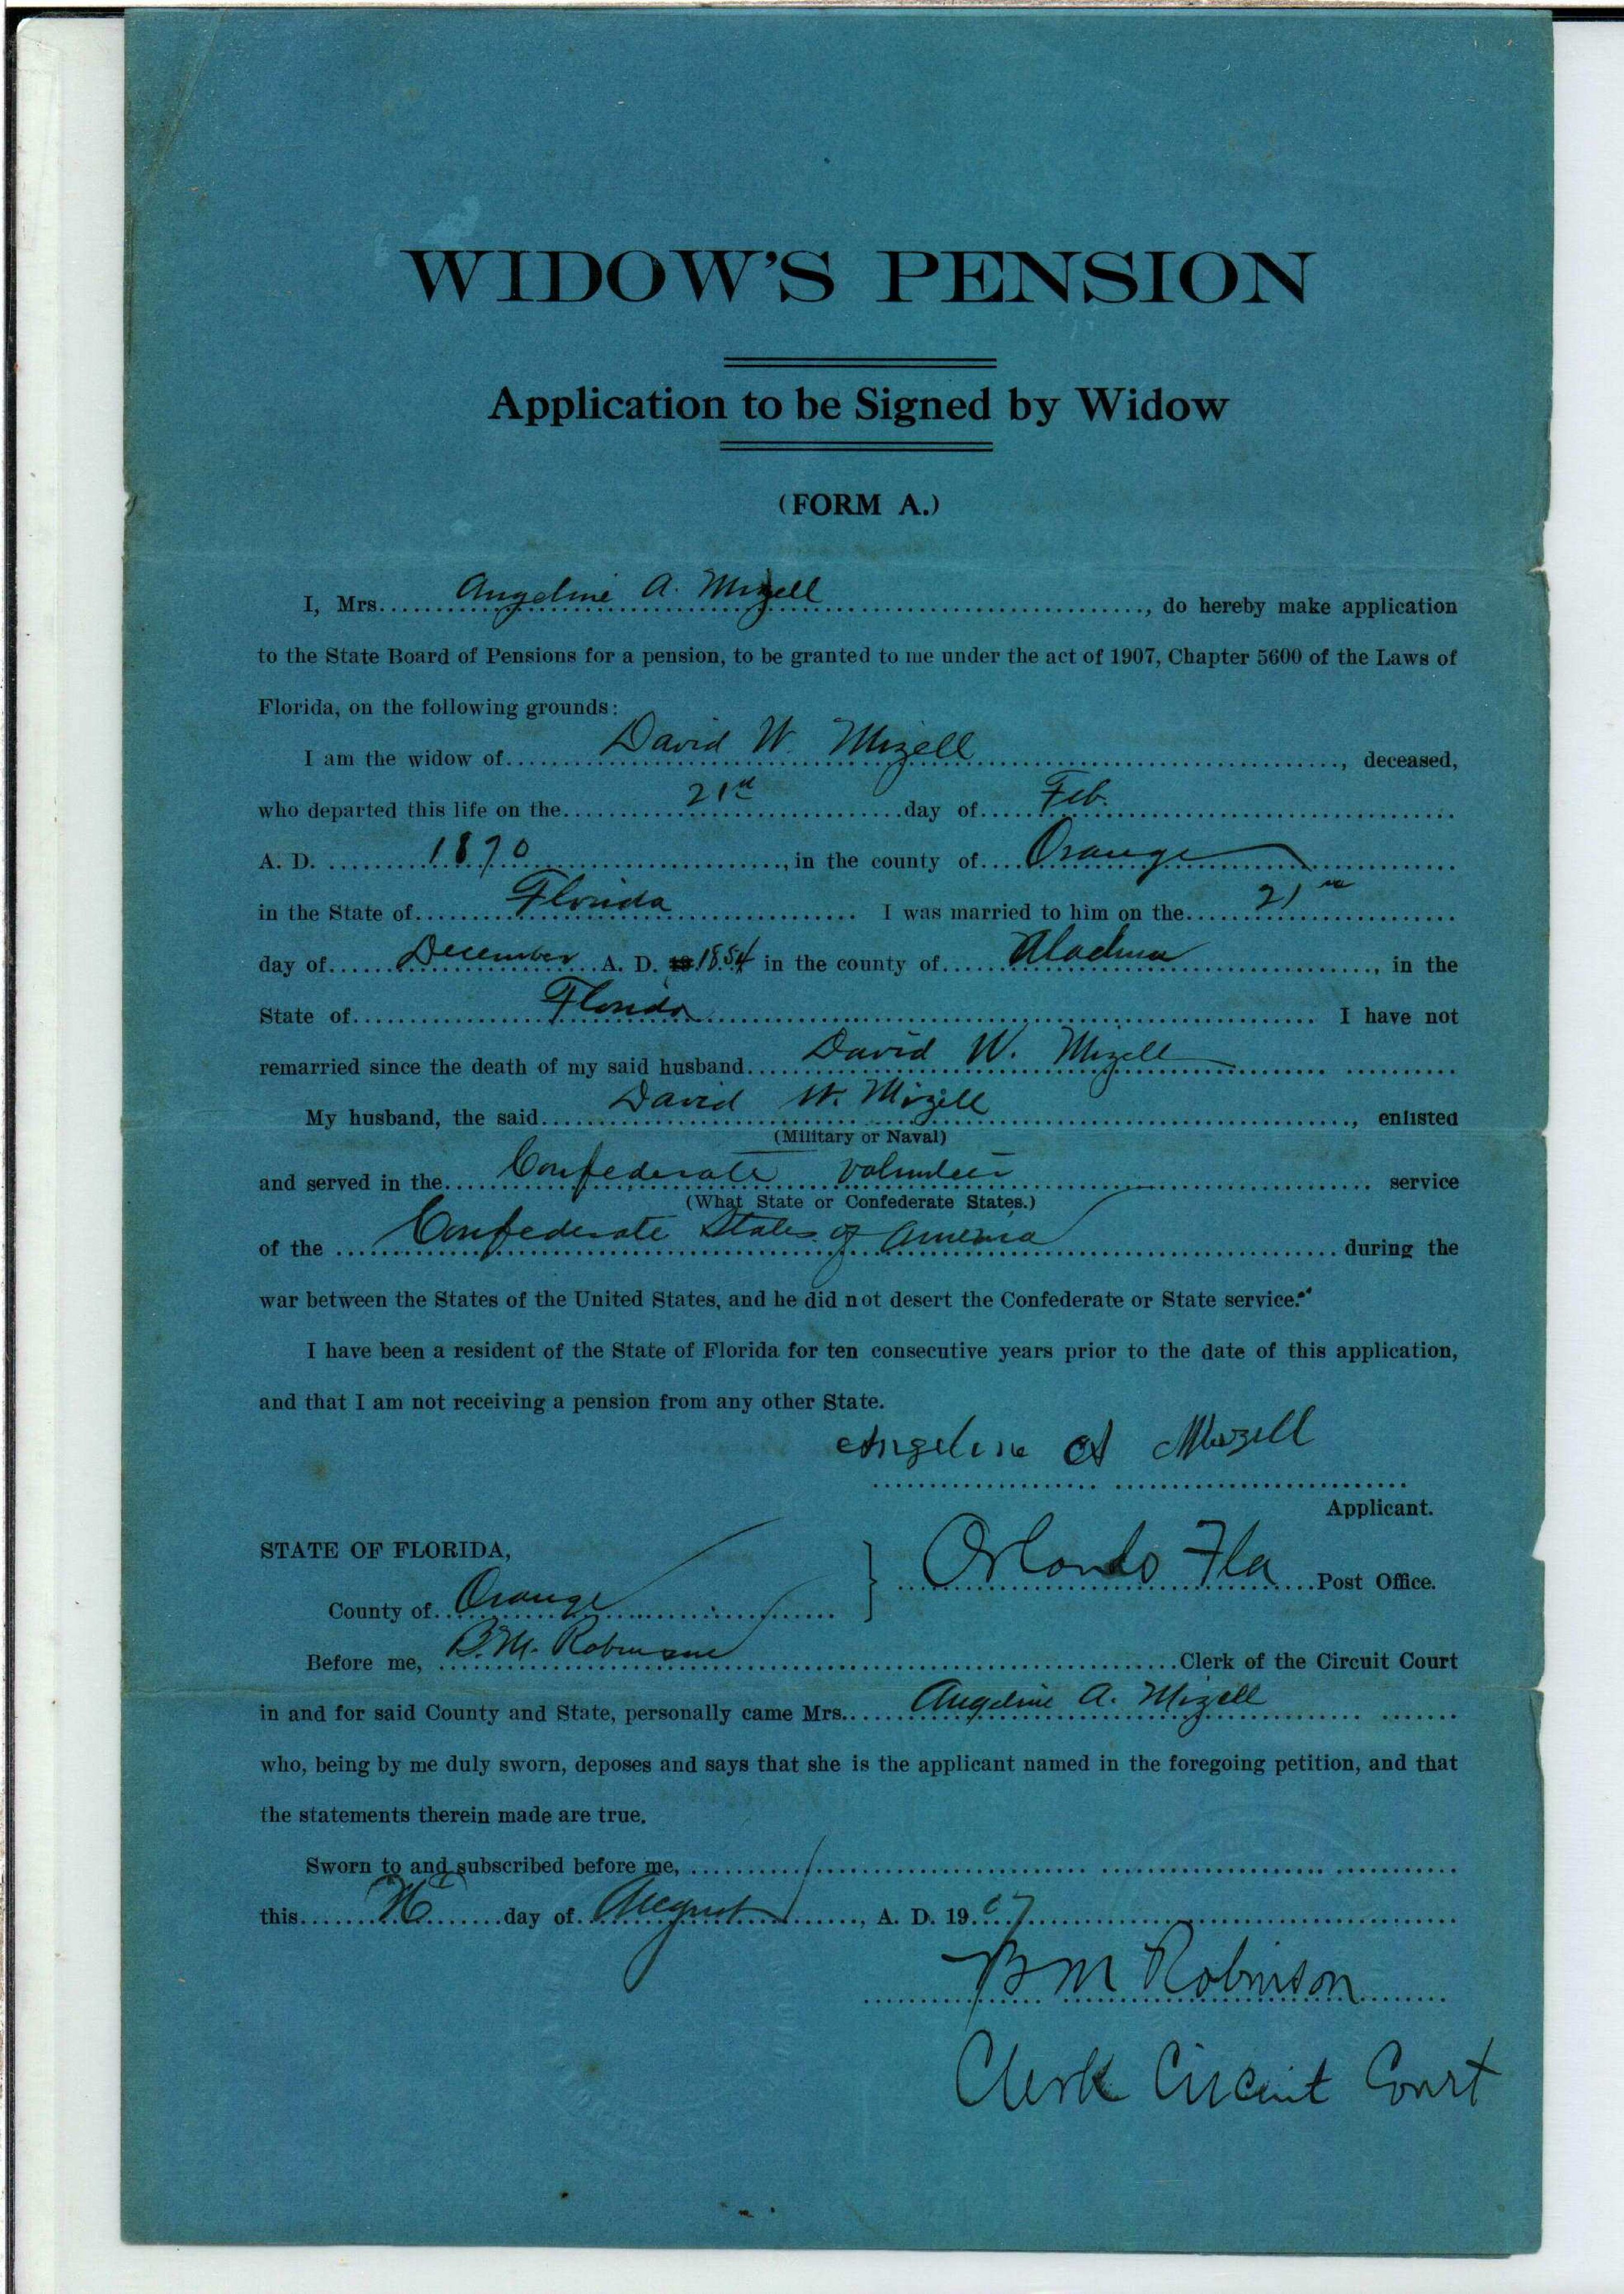 WIDOW'S PENSION
Application to be Signed by Widow
(FORM A.)
I, Mrs. Angeline A. Mizell, do hereby make application
to the State Board of Pensions for a pension, to be granted to me under the act of 1907, Chapter 5600 of the Laws of
Florida, on the following grounds:
I am the widow of David W. Mizell, deceased,
who departed this life on the 21st day of Feb.
A. D. 1870, in the county of Orange
in the State of Florida I was married to him on the 21
day of December A. D. 1854 in the county of Alachua, in the
State of Florida I have not
remarried since the death of my said husband David W. Mizell
My husband, the said David W. Mizell, enlisted
(Military or Naval)
and served in the Confederate Volunteer service
(What State or Confederate States.)
of the Confederate States of America during the
war between the States of the United States, and he did not desert the Confederate or State service."
I have been a resident of the State of Florida for ten consecutive years prior to the date of this application,
and that I am not receiving a pension from any other State.
Angeline A Mizell
Applicant.
STATE OF FLORIDA,
Orlando Fla Post Office.
County of Orange
Before me, B. M. Robinson Clerk of the Circuit Court
in and for said County and State, personally came Mrs. Angeline A. Mizell
who, being by me duly sworn, deposes and says that she is the applicant named in the foregoing petition, and that
the statements therein made are true.
Sworn to and subscribed before me,
this day of August, A. D. 1907
B M Robinson
Clerk Circuit Court